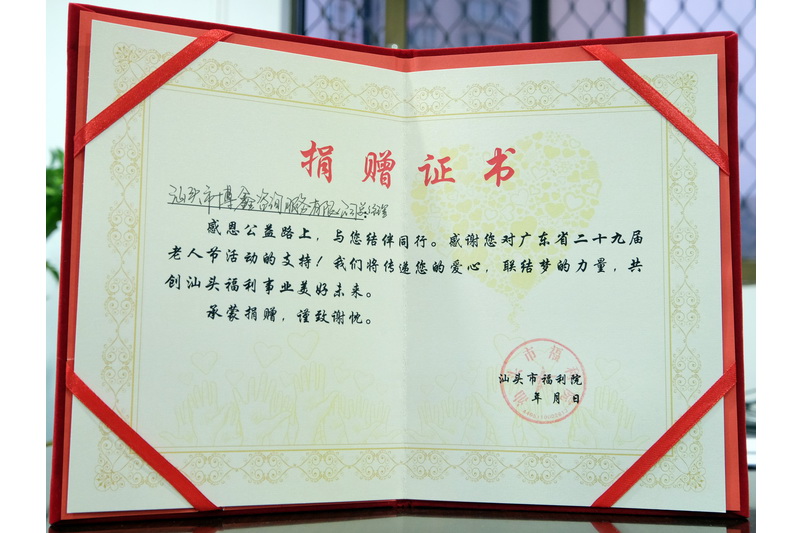 捐赠证书
汕头市博鑫咨询服务有限公司
感恩公益路上，与您结伴同行。感谢您对广东省二十九届
老人节活动的支持！我们将传递您的爱心，联结梦的力量，共
创汕头福利事业美好未来。
承蒙捐赠，谨致谢忱。
汕头市福利院
年 月 日